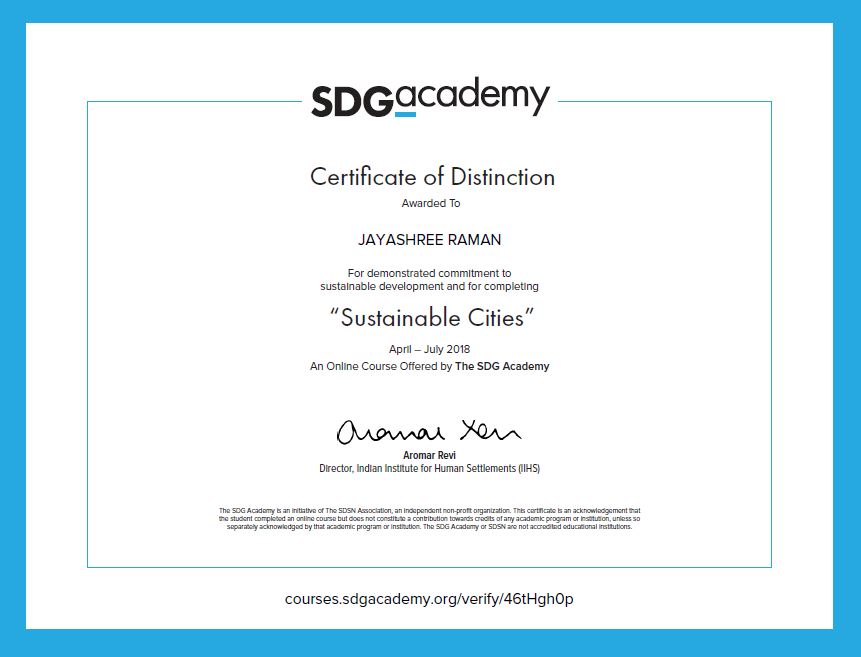 SDGacademy
Certificate of Distinction
Awarded To
JAYASHREE RAMAN
For demonstrated commitment to
sustainable development and for completing
“Sustainable Cities”
April – July 2018
An Online Course Offered by The SDG Academy
Aromar Revi
Aromar Revi
Director, Indian Institute for Human Settlements (IIHS)
The SDG Academy is an initiative of The SDSN Association, an independent non-profit organization. This certificate is an acknowledgement that
the student completed an online course but does not constitute a contribution towards credits of any academic program or institution, unless so
separately acknowledged by that academic program or institution. The SDG Academy or SDSN are not accredited educational institutions.
courses.sdgacademy.org/verify/46tHgh0p